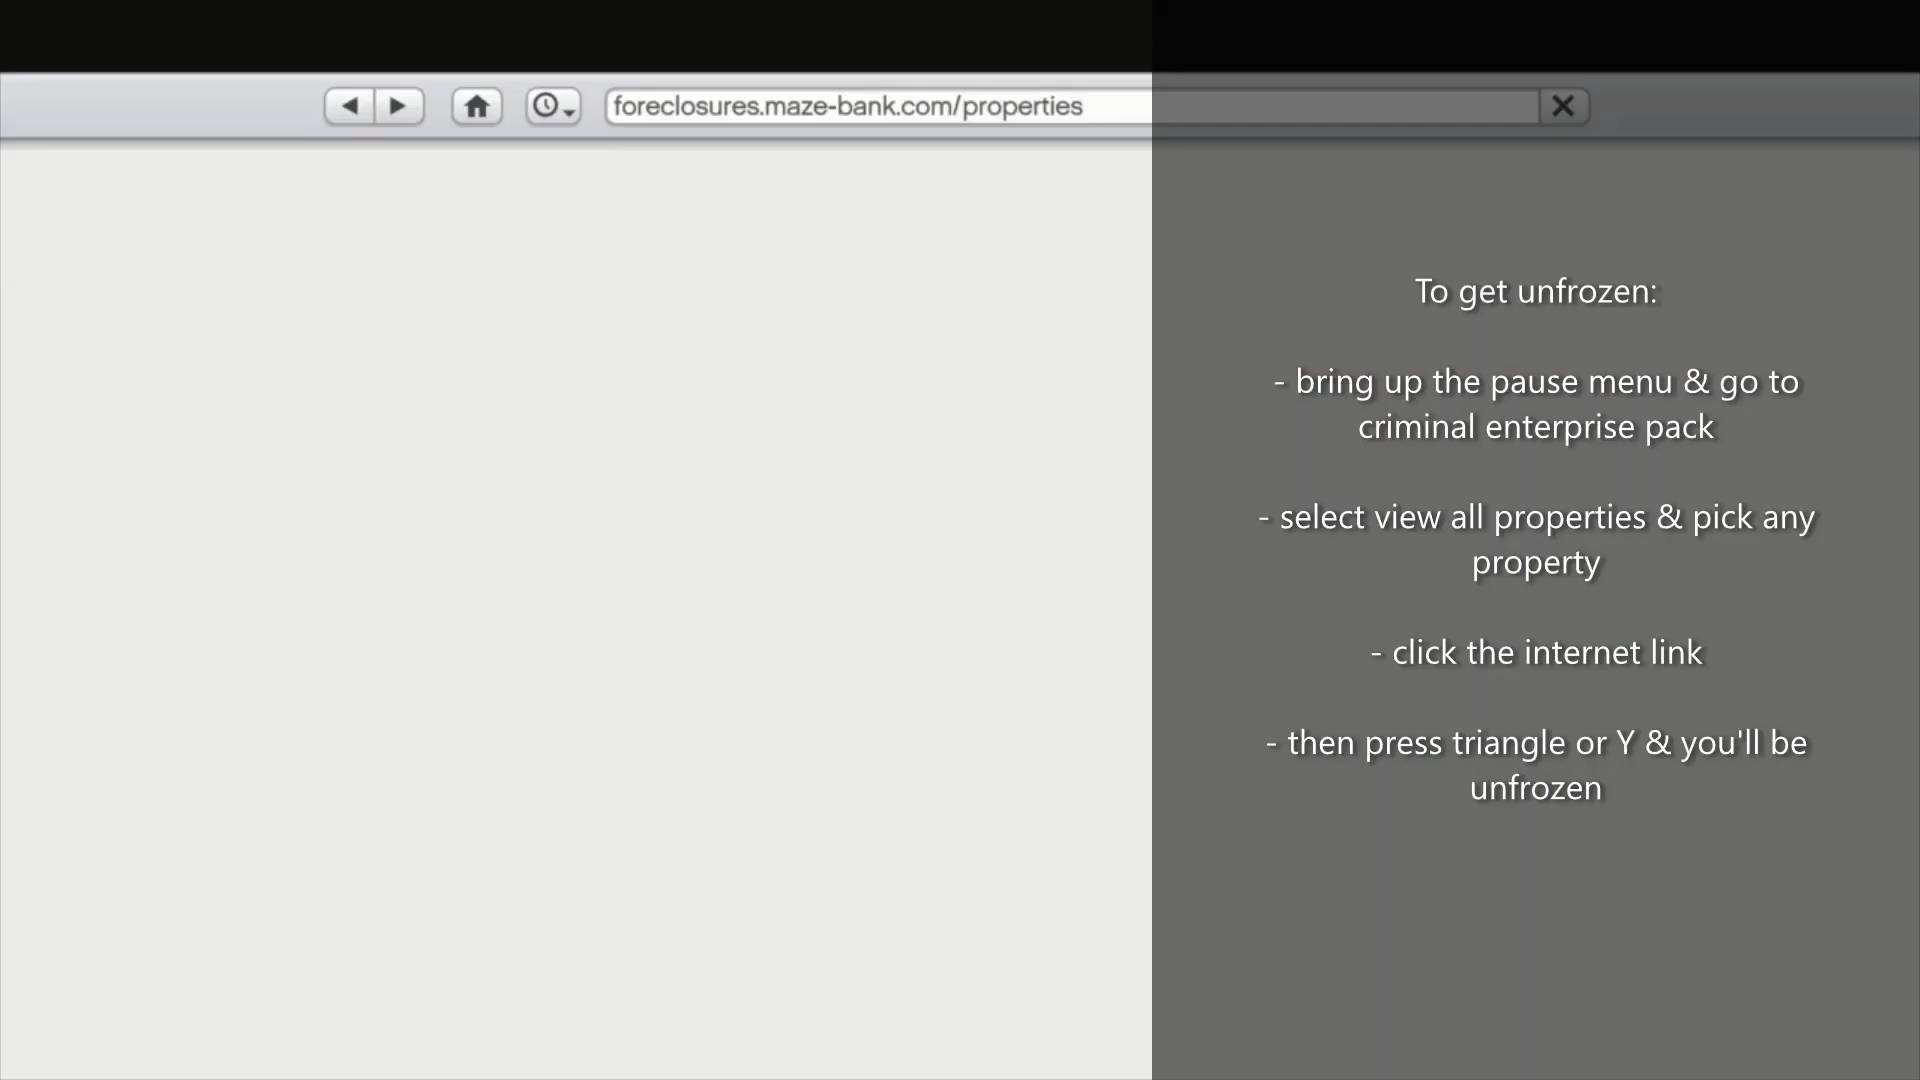 foreclosures.maze-bank.com/properties
To get unfrozen:
- bring up the pause menu & go to
criminal enterprise pack
- select view all properties & pick any
property
- click the internet link
- then press triangle or Y & you'll be
unfrozen